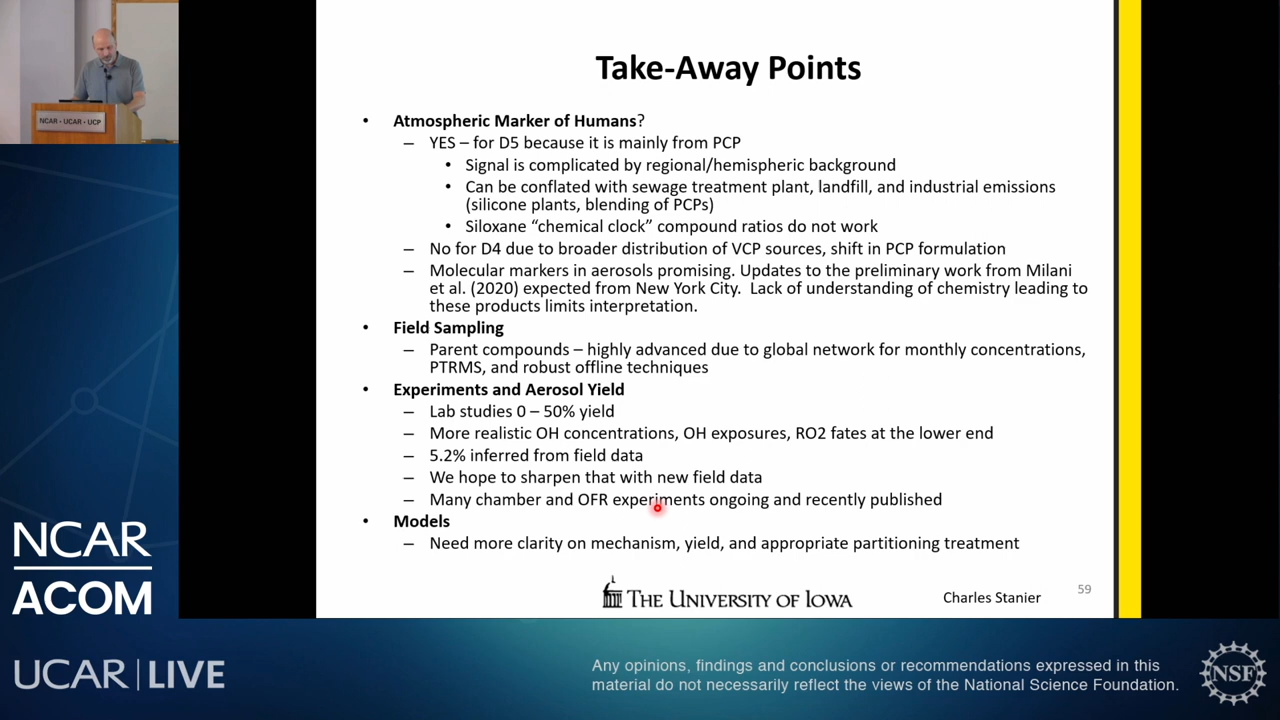 NCAR - UCAR - UCP
Take-Away Points
• Atmospheric Marker of Humans?
– YES – for D5 because it is mainly from PCP
• Signal is complicated by regional/hemispheric background
• Can be conflated with sewage treatment plant, landfill, and industrial emissions
(silicone plants, blending of PCPs)
• Siloxane “chemical clock” compound ratios do not work
– No for D4 due to broader distribution of VCP sources, shift in PCP formulation
– Molecular markers in aerosols promising. Updates to the preliminary work from Milani
et al. (2020) expected from New York City. Lack of understanding of chemistry leading to
these products limits interpretation.
• Field Sampling
– Parent compounds – highly advanced due to global network for monthly concentrations,
PTRMS, and robust offline techniques
• Experiments and Aerosol Yield
– Lab studies 0 – 50% yield
– More realistic OH concentrations, OH exposures, RO2 fates at the lower end
– 5.2% inferred from field data
– We hope to sharpen that with new field data
– Many chamber and OFR experiments ongoing and recently published
• Models
– Need more clarity on mechanism, yield, and appropriate partitioning treatment
THE UNIVERSITY OF IOWA
Charles Stanier
59
NCAR
ACOM
UCAR | LIVE
Any opinions, findings and conclusions or recommendations expressed in this
material do not necessarily reflect the views of the National Science Foundation.
NSF